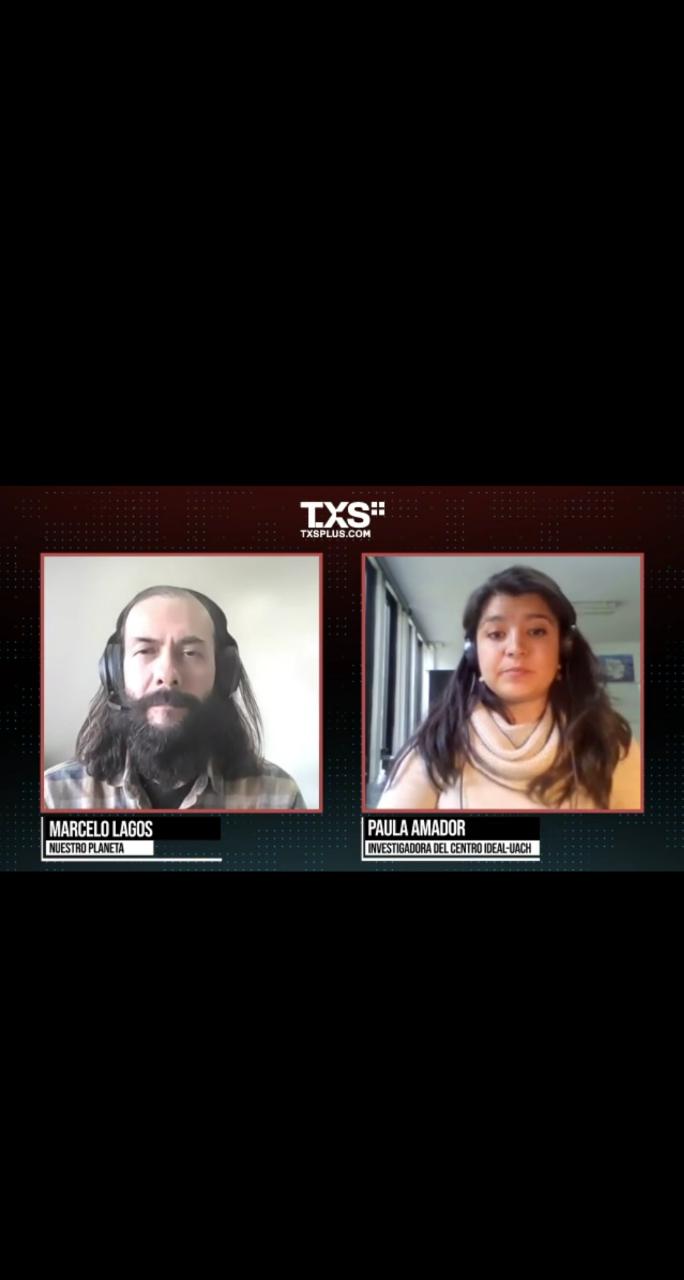 TXS
TXSPLUS.COM
MARCELO LAGOS
NUESTRO PLANETA
PAULA AMADOR
INVESTIGADORA DEL CENTRO IDEAL-UACH